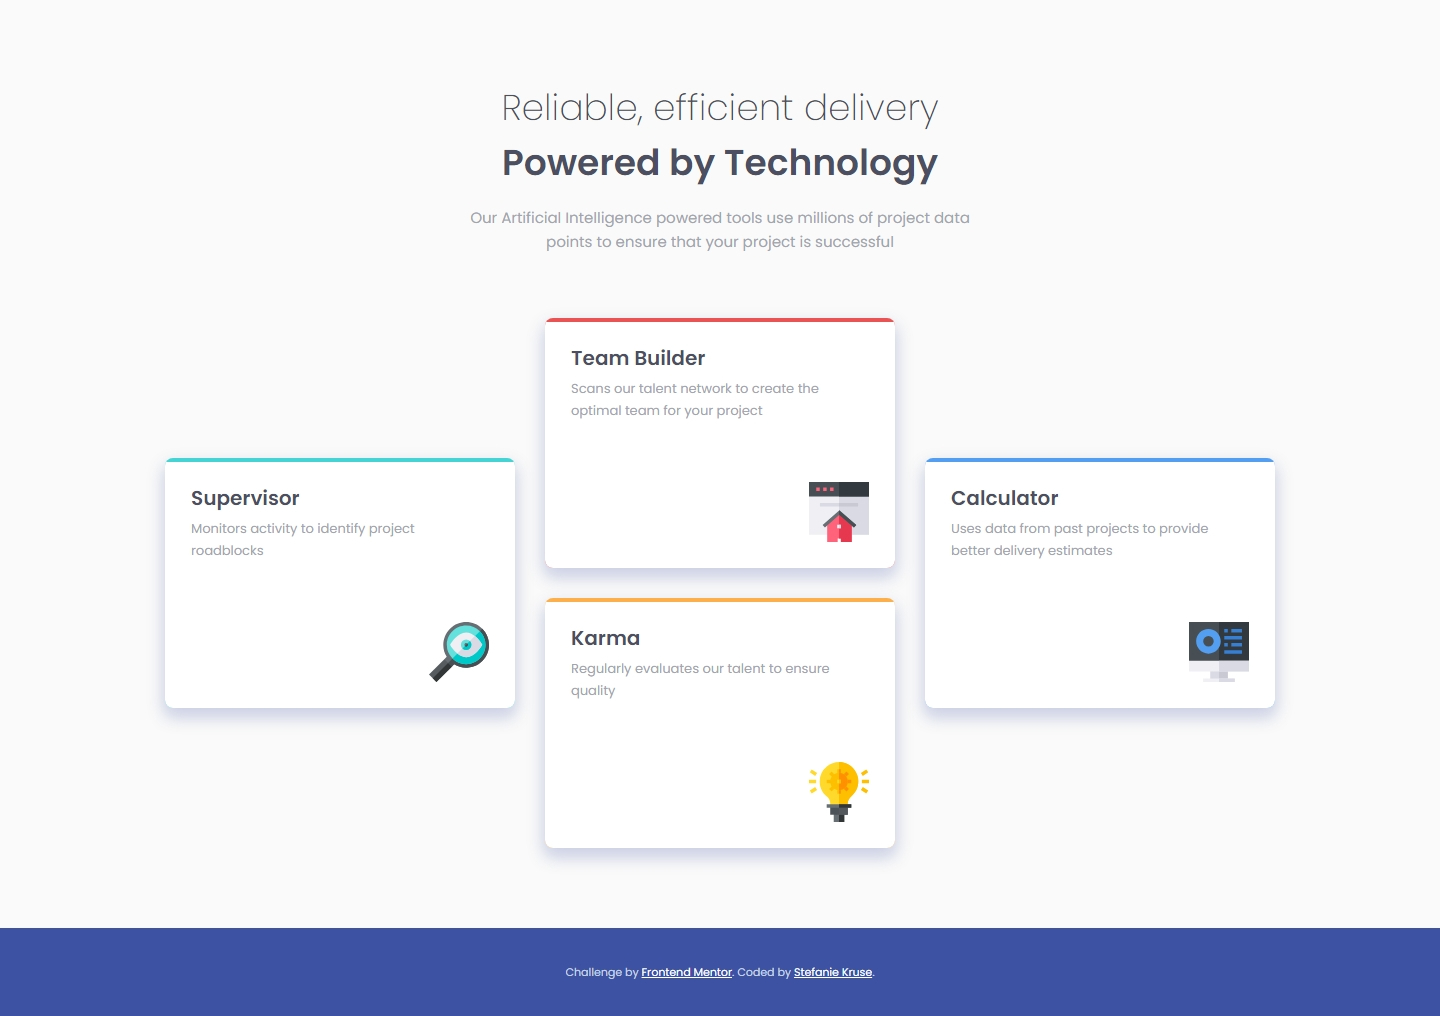 Reliable, efficient delivery
Powered by Technology
Our Artificial Intelligence powered tools use millions of project data
points to ensure that your project is successful
Team Builder
Scans our talent network to create the
optimal team for your project
Supervisor
Monitors activity to identify project
roadblocks
Calculator
Uses data from past projects to provide
better delivery estimates
Karma
Regularly evaluates our talent to ensure
quality
Challenge by Frontend Mentor. Coded by Stefanie Kruse.